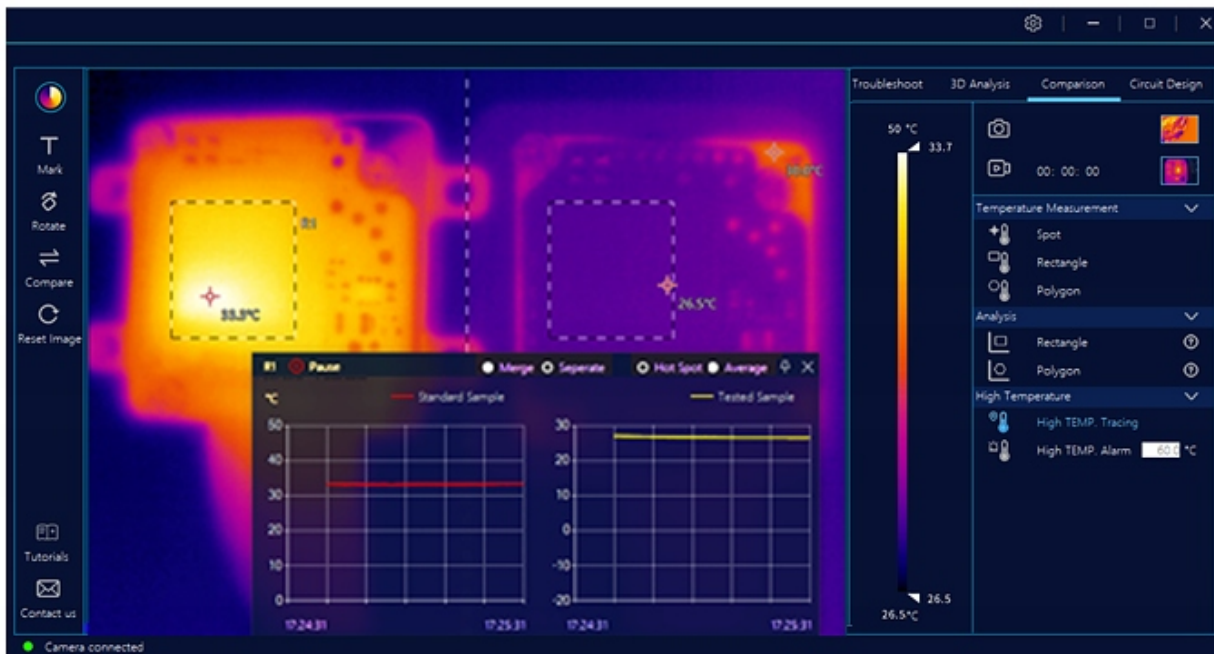 Troubleshoot 3D Analysis Comparison Circuit Design
Mark
Rotate
Compare
Reset Image
Tutorials
Contact us
Camera connected
R1
33.3°C
26.5°C
50 °C
33.7
26.5
26.5°C
00: 00: 00
Temperature Measurement
Spot
Rectangle
Polygon
Analysis
Rectangle
Polygon
High Temperature
High TEMP. Tracing
High TEMP. Alarm 60.0 °C
R1 Pause Merge Seperate Hot Spot Average
°C Standard Sample Tested Sample
50
40
30
20
10
0
17:24:31 17:25:31
30
20
10
0
-10
-20
17:24:31 17:25:31